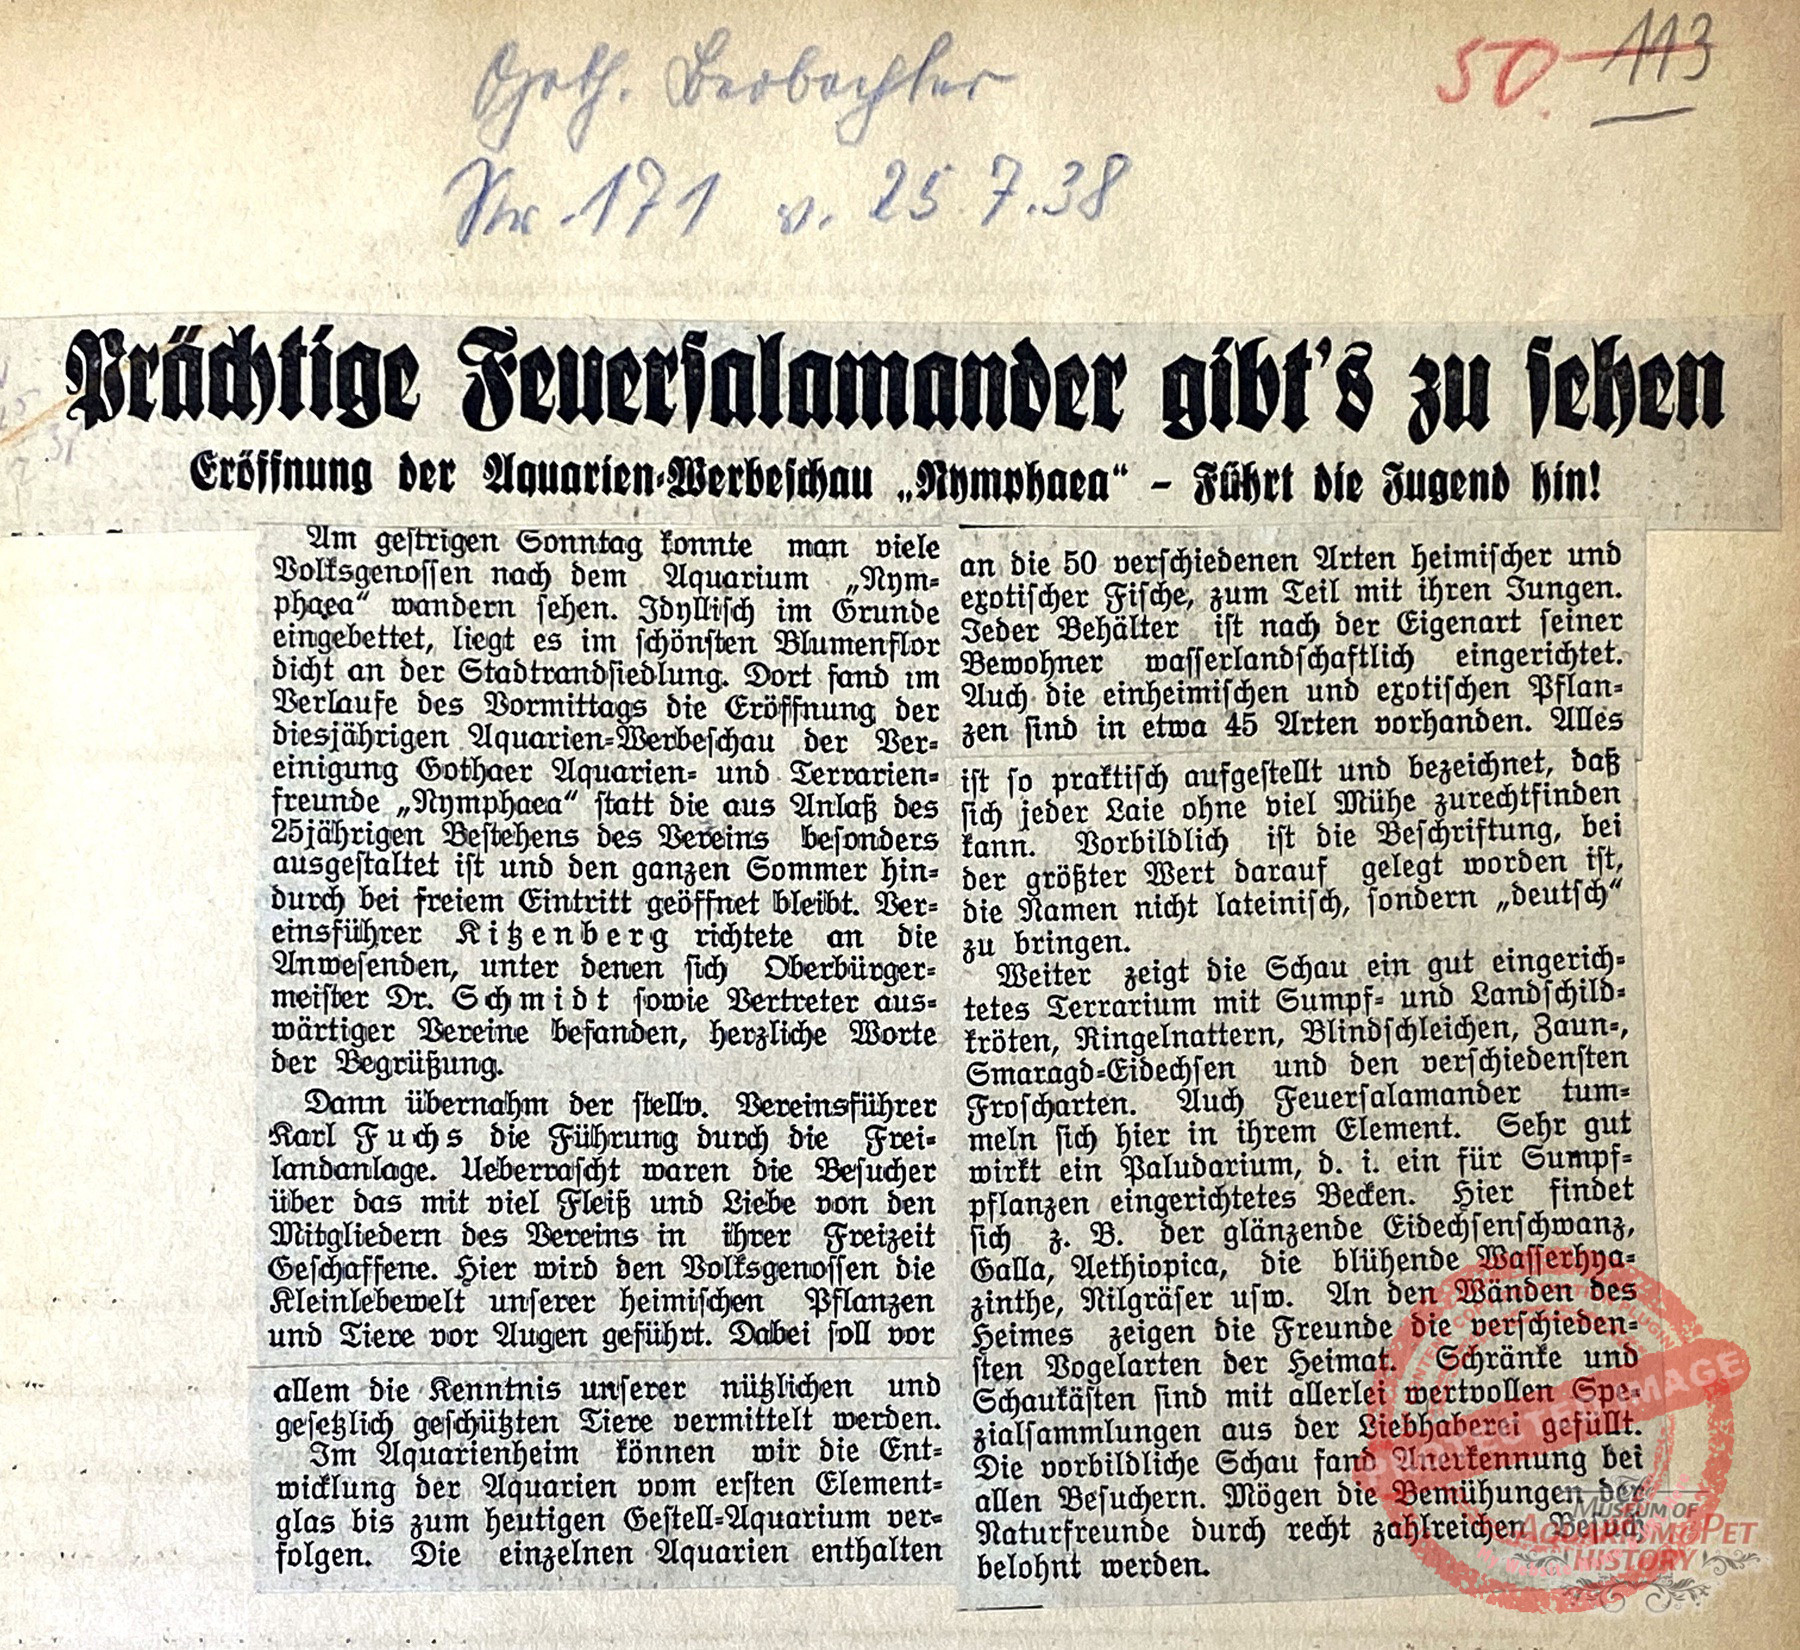 Goth. Beobachter
50 113
Nr. 171 v. 25.7.38
Prächtige Feuersalamander gibt's zu sehen
Eröffnung der Aquarien-Werbeschau „Nymphaea“ – Führt die Jugend hin!
Am gestrigen Sonntag konnte man viele
Volksgenossen nach dem Aquarium „Nym-
phaea“ wandern sehen. Idyllisch im Grunde
eingebettet, liegt es im schönsten Blumenflor
dicht an der Stadtrandsiedlung. Dort fand im
Verlaufe des Vormittags die Eröffnung der
diesjährigen Aquarien-Werbeschau der Ver-
einigung Gothaer Aquarien- und Terrarien-
freunde „Nymphaea“ statt die aus Anlaß des
25jährigen Bestehens des Vereins besonders
ausgestaltet ist und den ganzen Sommer hin-
durch bei freiem Eintritt geöffnet bleibt. Ver-
einsführer Kitzenberg richtete an die
Anwesenden, unter denen sich Oberbürger-
meister Dr. Schmidt sowie Vertreter aus-
wärtiger Vereine befanden, herzliche Worte
der Begrüßung.
Dann übernahm der stellv. Vereinsführer
Karl Fuchs die Führung durch die Frei-
landanlage. Ueberrascht waren die Besucher
über das mit viel Fleiß und Liebe von den
Mitgliedern des Vereins in ihrer Freizeit
Geschaffene. Hier wird den Volksgenossen die
Kleinlebewelt unserer heimischen Pflanzen
und Tiere vor Augen geführt. Dabei soll vor
allem die Kenntnis unserer nützlichen und
gesetzlich geschützten Tiere vermittelt werden.
Im Aquarienheim können wir die Ent-
wicklung der Aquarien vom ersten Element-
glas bis zum heutigen Gestell-Aquarium ver-
folgen. Die einzelnen Aquarien enthalten
an die 50 verschiedenen Arten heimischer und
exotischer Fische, zum Teil mit ihren Jungen.
Jeder Behälter ist nach der Eigenart seiner
Bewohner wasserlandschaftlich eingerichtet.
Auch die einheimischen und exotischen Pflan-
zen sind in etwa 45 Arten vorhanden. Alles
ist so praktisch aufgestellt und bezeichnet, daß
sich jeder Laie ohne viel Mühe zurechtfinden
kann. Vorbildlich ist die Beschriftung, bei
der größter Wert darauf gelegt worden ist,
die Namen nicht lateinisch, sondern „deutsch“
zu bringen.
Weiter zeigt die Schau ein gut eingerich-
tetes Terrarium mit Sumpf- und Landschild-
kröten, Ringelnattern, Blindschleichen, Zaun-,
Smaragd-Eidechsen und den verschiedensten
Froscharten. Auch Feuersalamander tum-
meln sich hier in ihrem Element. Sehr gut
wirkt ein Paludarium, d. i. ein für Sumpf-
pflanzen eingerichtetes Becken. Hier findet
sich z. B. der glänzende Eidechsenschwanz,
Galla, Aethiopica, die blühende Wasserhya-
zinthe, Nilgräser usw. An den Wänden des
Heimes zeigen die Freunde die verschieden-
sten Vogelarten der Heimat. Schränke und
Schaukästen sind mit allerlei wertvollen Spe-
zialsammlungen aus der Liebhaberei gefüllt.
Die vorbildliche Schau fand Anerkennung bei
allen Besuchern. Mögen die Bemühungen der
Naturfreunde durch recht zahlreichen Besuch
belohnt werden.
PROTECTED IMAGE
MUSEUM OF
AQUARIUM & PET
HISTORY